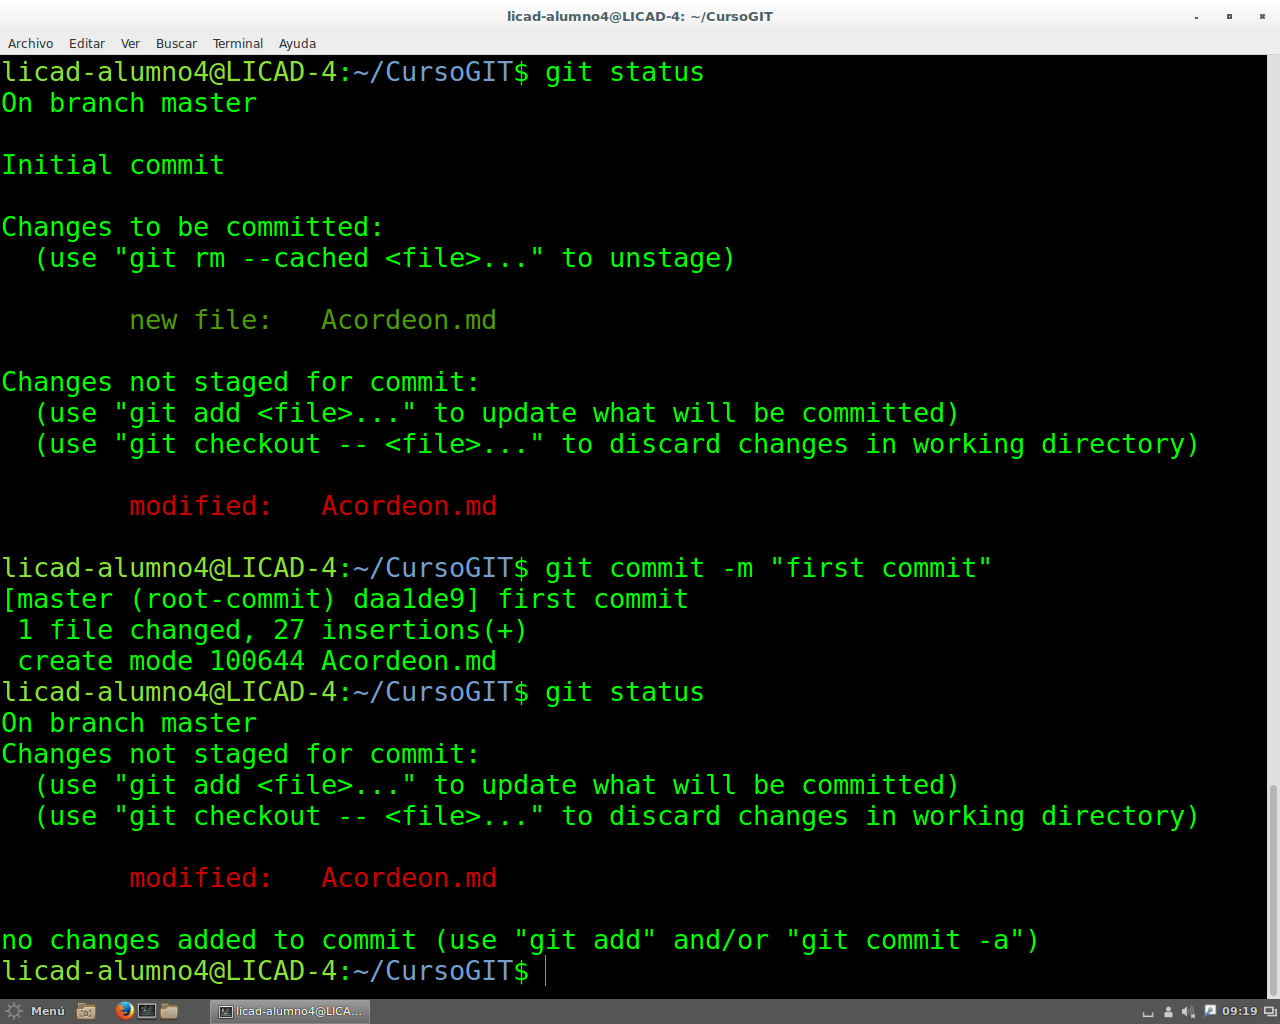 licad-alumno4@LICAD-4: ~/CursoGIT
Archivo Editar Ver Buscar Terminal Ayuda
licad-alumno4@LICAD-4:~/CursoGIT$ git status
On branch master
Initial commit
Changes to be committed:
  (use "git rm --cached <file>..." to unstage)
        new file:   Acordeon.md
Changes not staged for commit:
  (use "git add <file>..." to update what will be committed)
  (use "git checkout -- <file>..." to discard changes in working directory)
        modified:   Acordeon.md
licad-alumno4@LICAD-4:~/CursoGIT$ git commit -m "first commit"
[master (root-commit) daa1de9] first commit
 1 file changed, 27 insertions(+)
 create mode 100644 Acordeon.md
licad-alumno4@LICAD-4:~/CursoGIT$ git status
On branch master
Changes not staged for commit:
  (use "git add <file>..." to update what will be committed)
  (use "git checkout -- <file>..." to discard changes in working directory)
        modified:   Acordeon.md
no changes added to commit (use "git add" and/or "git commit -a")
licad-alumno4@LICAD-4:~/CursoGIT$
Menú licad-alumno4@LICA... 09:19